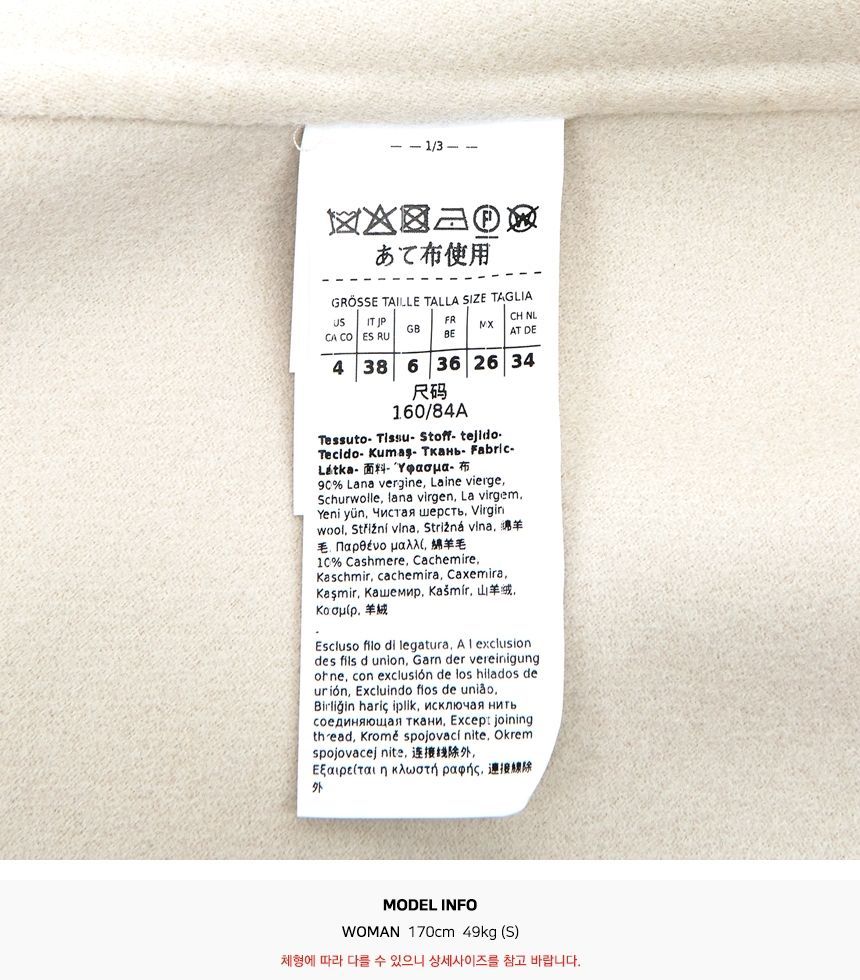 — — 1/3 — —
あて布使用
GRÖSSE TAILLE TALLA SIZE TAGLIA
US CA CO IT JP ES RU GB FR BE MX CH NL AT DE
4 38 6 36 26 34
尺码
160/84A
Tessuto- Tissu- Stoff- tejido-
Tecido- Kumaş- Ткань- Fabric-
Látka- 面料- Ύφασμα- 布
90% Lana vergine, Laine vierge,
Schurwolle, lana virgen, La virgem,
Yeni yün, Чистая шерсть, Virgin
wool, Střižní vlna, Strižná vlna, 绵羊
毛, Παρθένο μαλλί, 綿羊毛
10% Cashmere, Cachemire,
Kaschmir, cachemira, Caxemira,
Kaşmir, Кашемир, Kašmír, 山羊绒,
Κασμίρ, 羊絨
-
Escluso filo di legatura, A l exclusion
des fils d union, Garn der vereinigung
ohne, con exclusión de los hilados de
unión, Excluindo fios de união,
Birliğin hariç iplik, исключая нить
соединяющая ткани, Except joining
thread, Kromě spojovací nite, Okrem
spojovacej nite, 连接线除外,
Εξαιρείται η κλωστή ραφής, 連接線除
外
MODEL INFO
WOMAN 170cm 49kg (S)
체형에 따라 다를 수 있으니 상세사이즈를 참고 바랍니다.